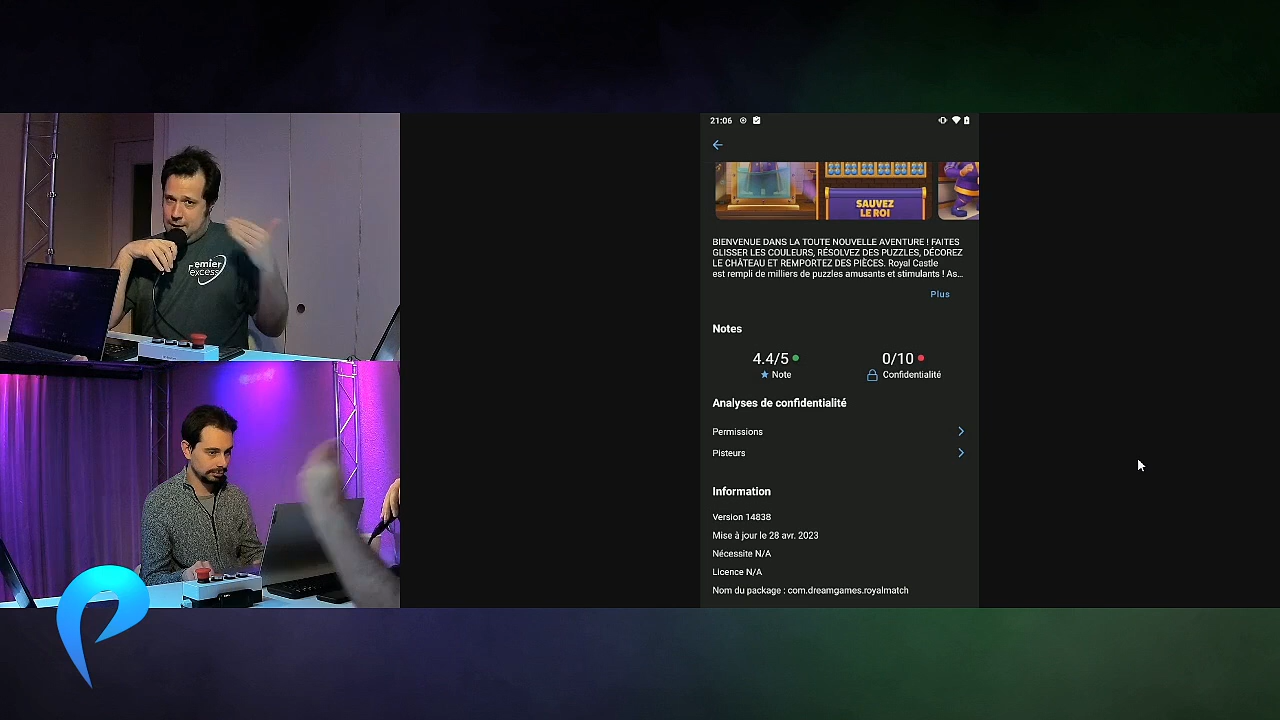 emier
excess
21:06
SAUVEZ
LE ROI
BIENVENUE DANS LA TOUTE NOUVELLE AVENTURE ! FAITES
GLISSER LES COULEURS, RÉSOLVEZ DES PUZZLES, DÉCOREZ
LE CHÂTEAU ET REMPORTEZ DES PIÈCES. Royal Castle
est rempli de milliers de puzzles amusants et stimulants ! As…
Plus
Notes
4.4/5
0/10
Note
Confidentialité
Analyses de confidentialité
Permissions
Pisteurs
Information
Version 14838
Mise à jour le 28 avr. 2023
Nécessite N/A
Licence N/A
Nom du package : com.dreamgames.royalmatch